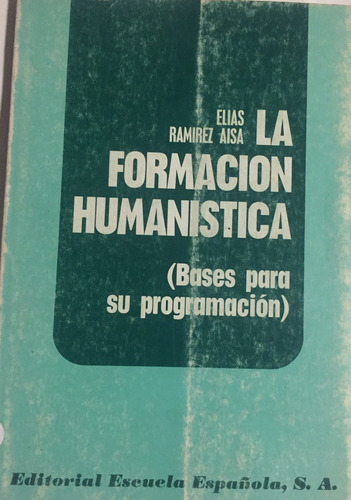 ELIAS
RAMIREZ AISA LA
FORMACION
HUMANISTICA
(Bases para
su programación)
Editorial Escuela Española, S. A.